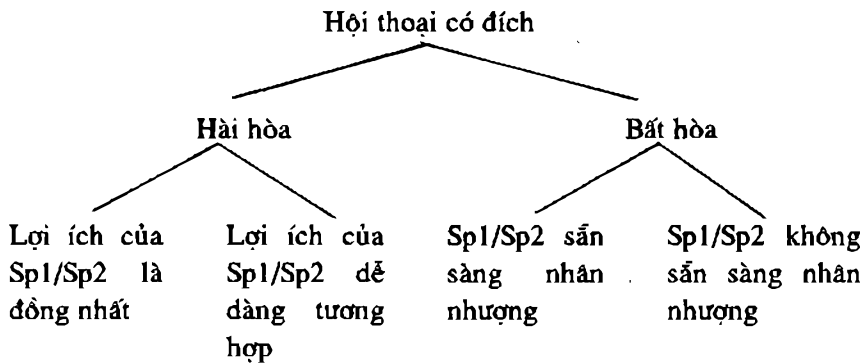 Hội thoại có đích
Hài hòa
Bất hòa
Lợi ích của
Sp1/Sp2 là
đồng nhất
Lợi ích của
Sp1/Sp2 dễ
dàng tương
hợp
Sp1/Sp2 sẵn
sàng nhân
nhượng
Sp1/Sp2 không
sẵn sàng nhân
nhượng